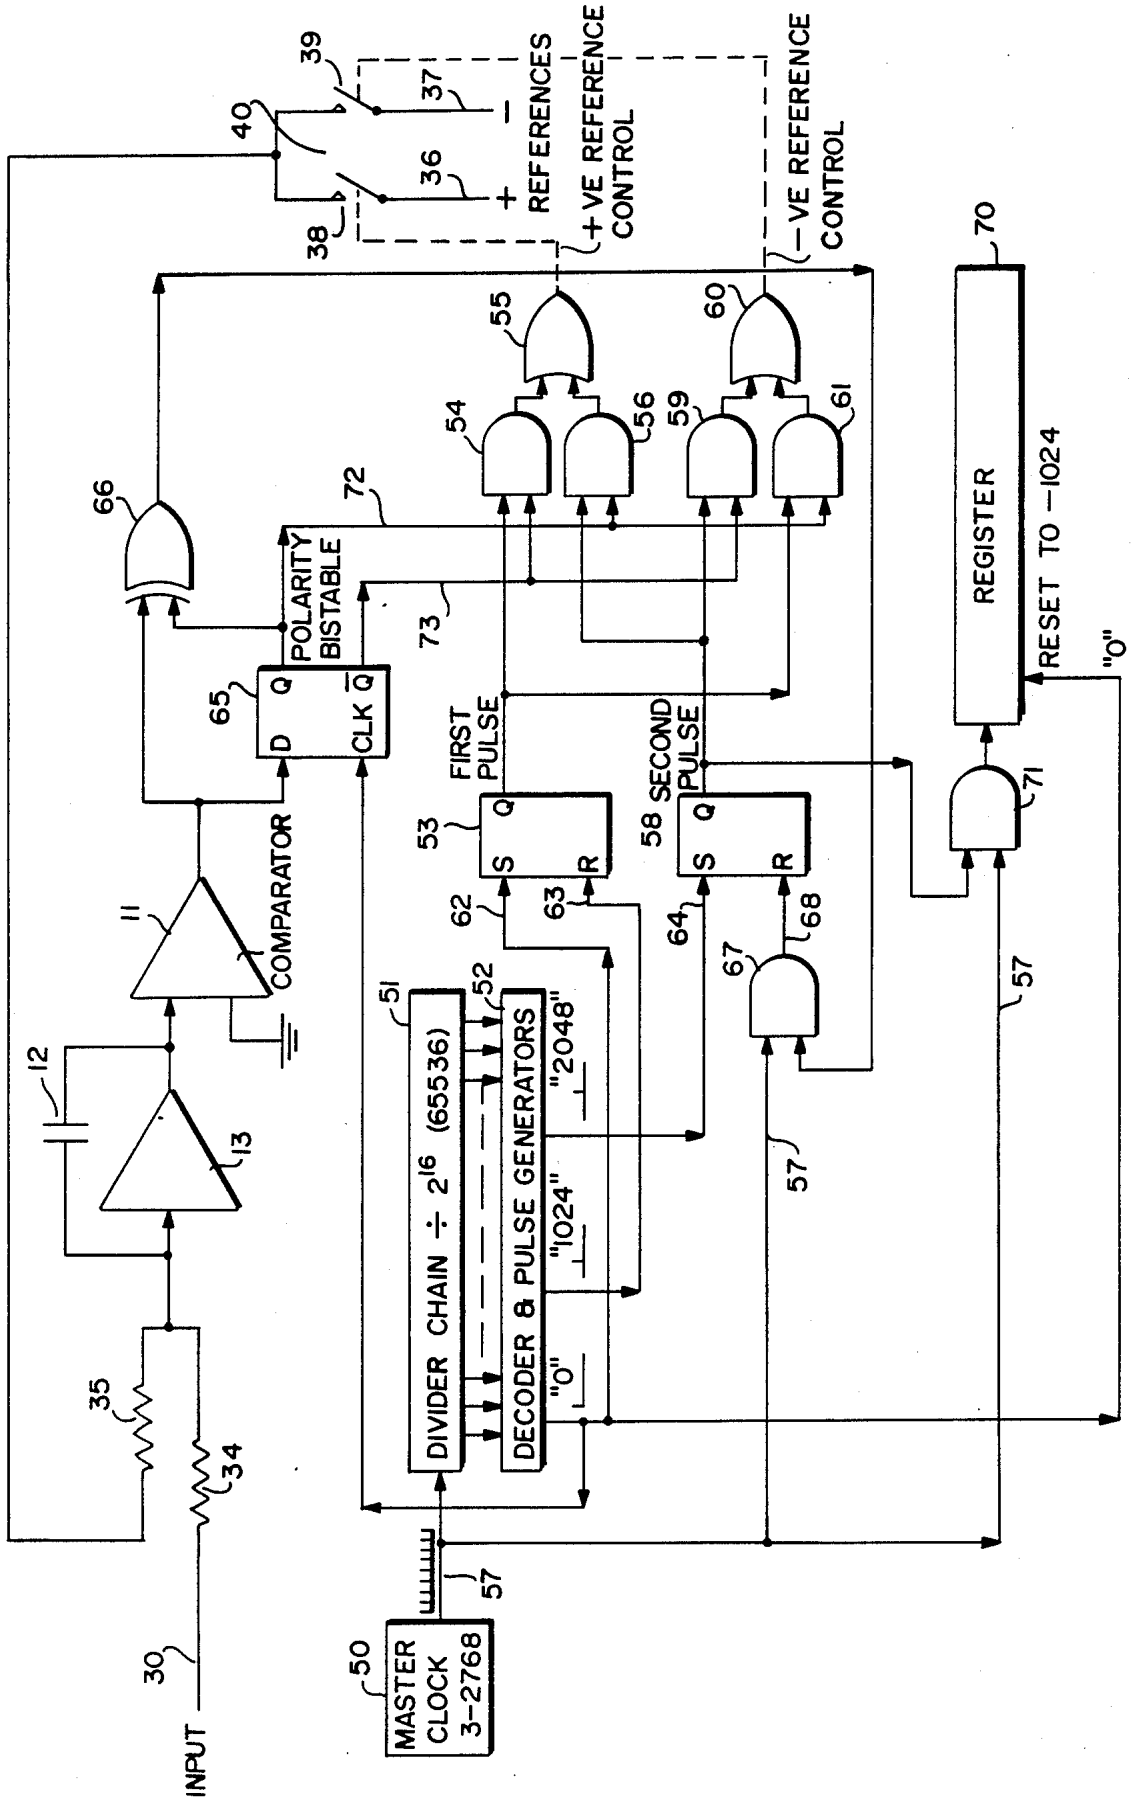 INPUT
30
34
35
12
13
11
COMPARATOR
66
65
D
Q
CLK
Q̅
POLARITY
BISTABLE
72
73
40
38
39
36
37
+
-
REFERENCES
+VE REFERENCE
CONTROL
-VE REFERENCE
CONTROL
50
MASTER
CLOCK
3-2768
57
DIVIDER CHAIN ÷ 2¹⁶ (65536)
51
DECODER & PULSE GENERATORS
52
"0"
"1024"
"2048"
62
63
64
53
S
R
Q
FIRST
PULSE
58
S
R
Q
SECOND
PULSE
67
68
57
57
54
55
56
59
60
61
71
REGISTER
70
RESET TO -1024
"0"